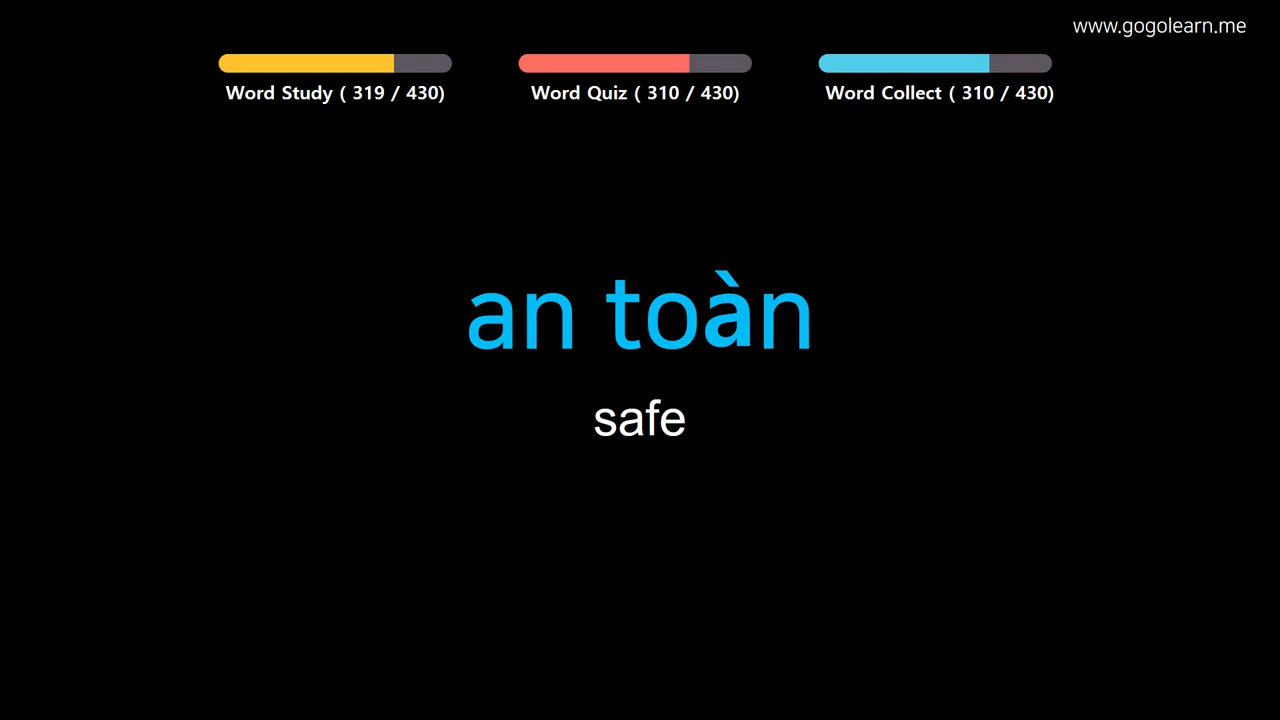 www.gogolearn.me
Word Study ( 319 / 430)
Word Quiz ( 310 / 430)
Word Collect ( 310 / 430)
an toàn
safe